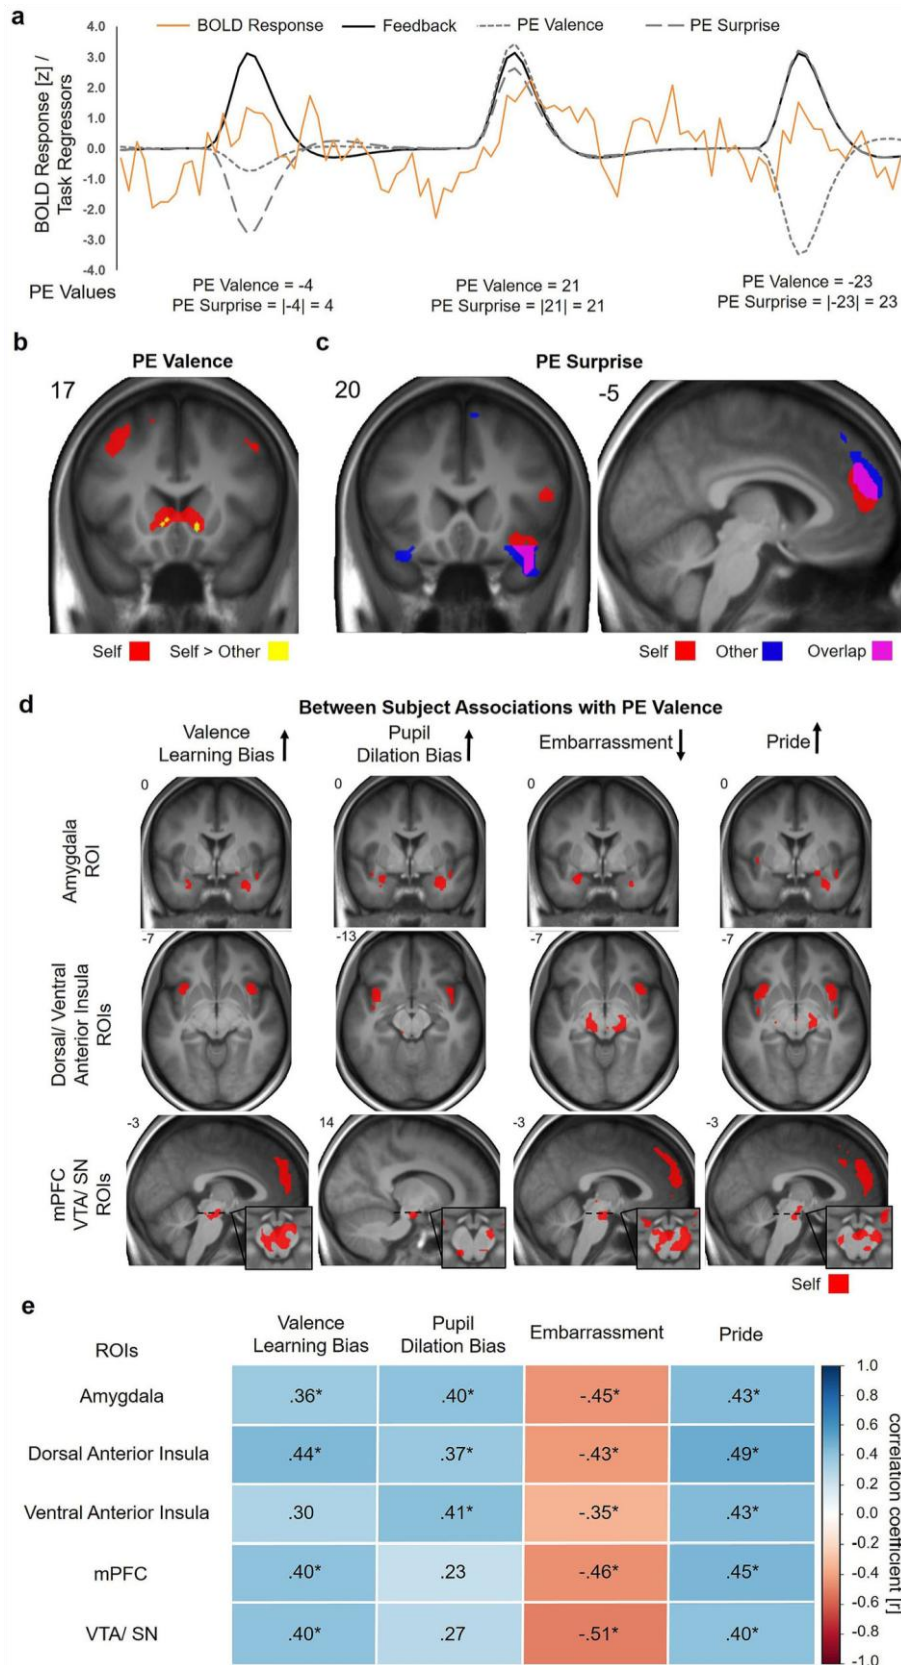 a
BOLD Response Feedback PE Valence PE Surprise
BOLD Response [z] /
Task Regressors
4.0
3.0
2.0
1.0
0.0
-1.0
-2.0
-3.0
-4.0
PE Values
PE Valence = -4
PE Surprise = |-4| = 4
PE Valence = 21
PE Surprise = |21| = 21
PE Valence = -23
PE Surprise = |-23| = 23
b
PE Valence
17
Self Self > Other
c
PE Surprise
20
-5
Self Other Overlap
d
Between Subject Associations with PE Valence
Valence
Learning Bias
Pupil
Dilation Bias
Embarrassment
Pride
Amygdala
ROI
0 0 0 0
Dorsal/ Ventral
Anterior Insula
ROIs
-7 -13 -7 -7
mPFC
VTA/ SN
ROIs
-3 14 -3 -3
Self
e
ROIs
Valence
Learning Bias
Pupil
Dilation Bias
Embarrassment
Pride
Amygdala .36* .40* -.45* .43*
Dorsal Anterior Insula .44* .37* -.43* .49*
Ventral Anterior Insula .30 .41* -.35* .43*
mPFC .40* .23 -.46* .45*
VTA/ SN .40* .27 -.51* .40*
1.0
0.8
0.6
0.4
0.2
0.0
-0.2
-0.4
-0.6
-0.8
-1.0
correlation coefficient [r]